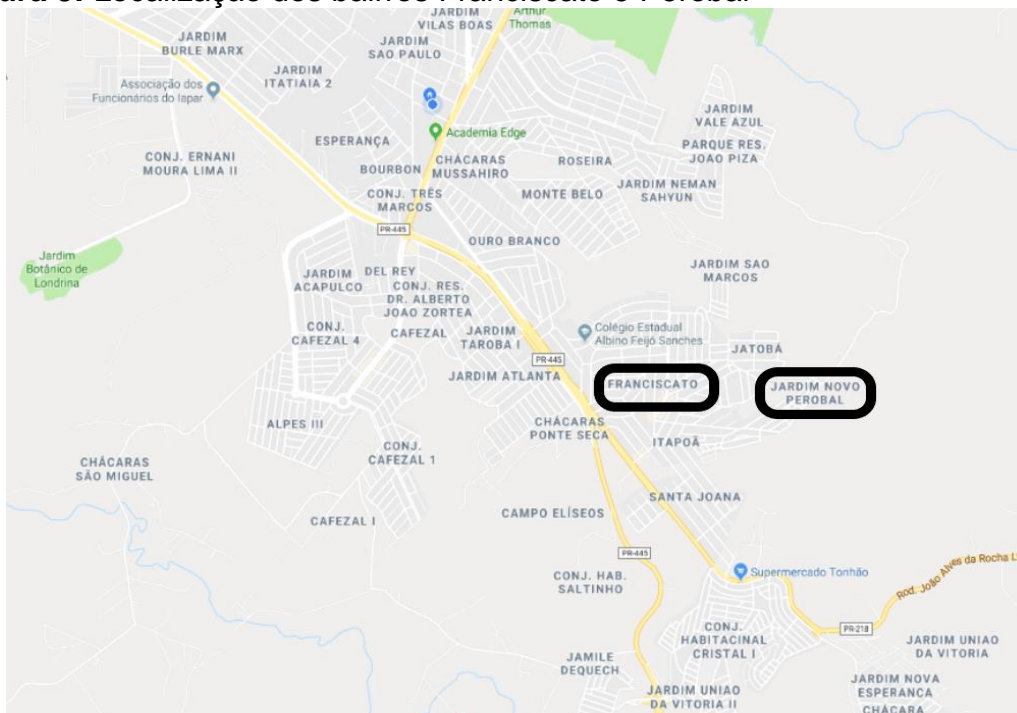 Localização dos bairros Franciscato e Perobal
JARDIM
VILAS BOAS
Arthur
Thomas
JARDIM
BURLE MARX
JARDIM
SAO PAULO
JARDIM
ITATIAIA 2
Associação dos
Funcionários do Iapar
JARDIM
VALE AZUL
Academia Edge
ESPERANÇA
PARQUE RES.
JOAO PIZA
CONJ. ERNANI
MOURA LIMA II
BOURBON
CHÁCARAS
MUSSAHIRO
ROSEIRA
CONJ. TRÊS
MARCOS
MONTE BELO
JARDIM NEMAN
SAHYUN
PR-445
OURO BRANCO
Jardim
Botânico de
Londrina
JARDIM
ACAPULCO
DEL REY
CONJ. RES.
DR. ALBERTO
JOAO ZORTEA
JARDIM SAO
MARCOS
CONJ.
CAFEZAL 4
CAFEZAL
JARDIM
TAROBA I
Colégio Estadual
Albino Feijó Sanches
JATOBÁ
PR-445
JARDIM ATLANTA
FRANCISCATO
JARDIM NOVO
PEROBAL
ALPES III
CHÁCARAS
PONTE SECA
ITAPOÃ
CONJ.
CAFEZAL 1
CHÁCARAS
SÃO MIGUEL
SANTA JOANA
CAFEZAL I
CAMPO ELÍSEOS
PR-445
CONJ. HAB.
SALTINHO
Supermercado Tonhão
Rod. João Alves da Rocha
PR-218
CONJ.
HABITACINAL
CRISTAL I
JARDIM UNIAO
DA VITORIA
JAMILE
DEQUECH
JARDIM NOVA
ESPERANCA
JARDIM UNIAO
DA VITORIA II
CHÁCARA